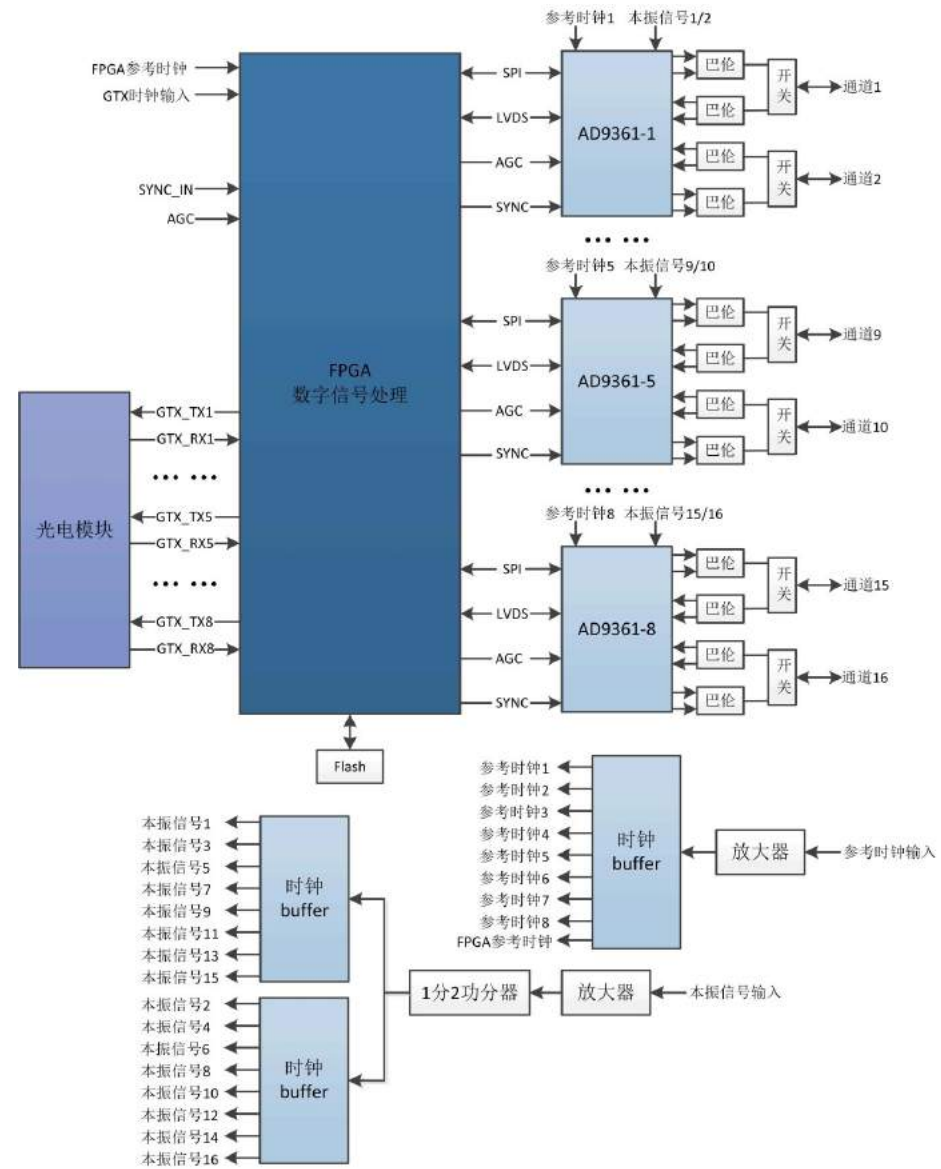 参考时钟1 本振信号1/2
FPGA参考时钟
GTX时钟输入
SYNC_IN
AGC
FPGA
数字信号处理
SPI
LVDS
AGC
SYNC
AD9361-1
巴伦
巴伦
巴伦
巴伦
开关
开关
通道1
通道2
... ...
参考时钟5 本振信号9/10
SPI
LVDS
AGC
SYNC
AD9361-5
巴伦
巴伦
巴伦
巴伦
开关
开关
通道9
通道10
... ...
参考时钟8 本振信号15/16
SPI
LVDS
AGC
SYNC
AD9361-8
巴伦
巴伦
巴伦
巴伦
开关
开关
通道15
通道16
光电模块
GTX_TX1
GTX_RX1
... ...
GTX_TX5
GTX_RX5
... ...
GTX_TX8
GTX_RX8
Flash
参考时钟1
参考时钟2
参考时钟3
参考时钟4
参考时钟5
参考时钟6
参考时钟7
参考时钟8
FPGA参考时钟
时钟
buffer
放大器
参考时钟输入
本振信号1
本振信号3
本振信号5
本振信号7
本振信号9
本振信号11
本振信号13
本振信号15
时钟
buffer
本振信号2
本振信号4
本振信号6
本振信号8
本振信号10
本振信号12
本振信号14
本振信号16
时钟
buffer
1分2功分器
放大器
本振信号输入